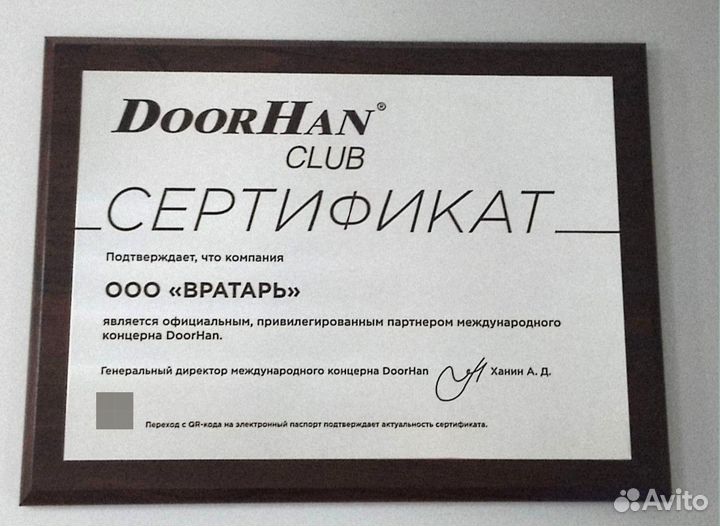 DOORHAN®
CLUB
СЕРТИФИКАТ
Подтверждает, что компания
ООО «ВРАТАРЬ»
является официальным, привилегированным партнером международного
концерна DoorHan.
Генеральный директор международного концерна DoorHan Ханин А. Д.
Переход с QR-кода на электронный паспорт подтверждает актуальность сертификата.
Avito